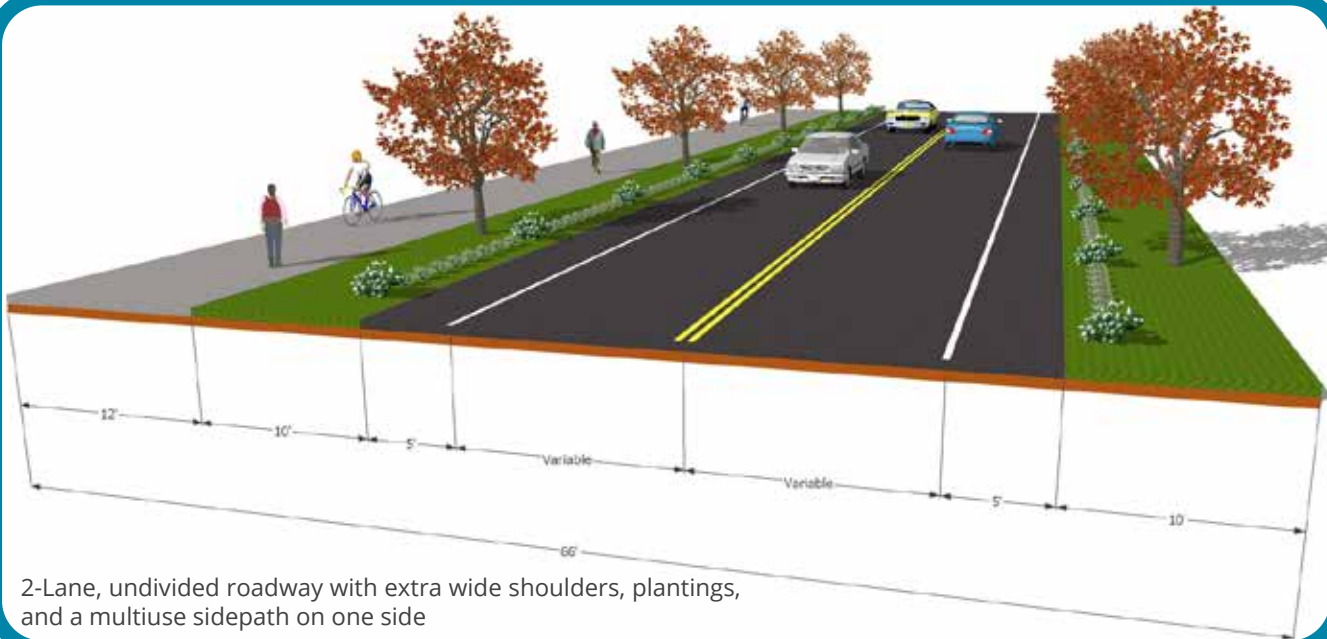 12'
10'
5'
Variable
Variable
5'
10
66'
2-Lane, undivided roadway with extra wide shoulders, plantings,
and a multiuse sidepath on one side